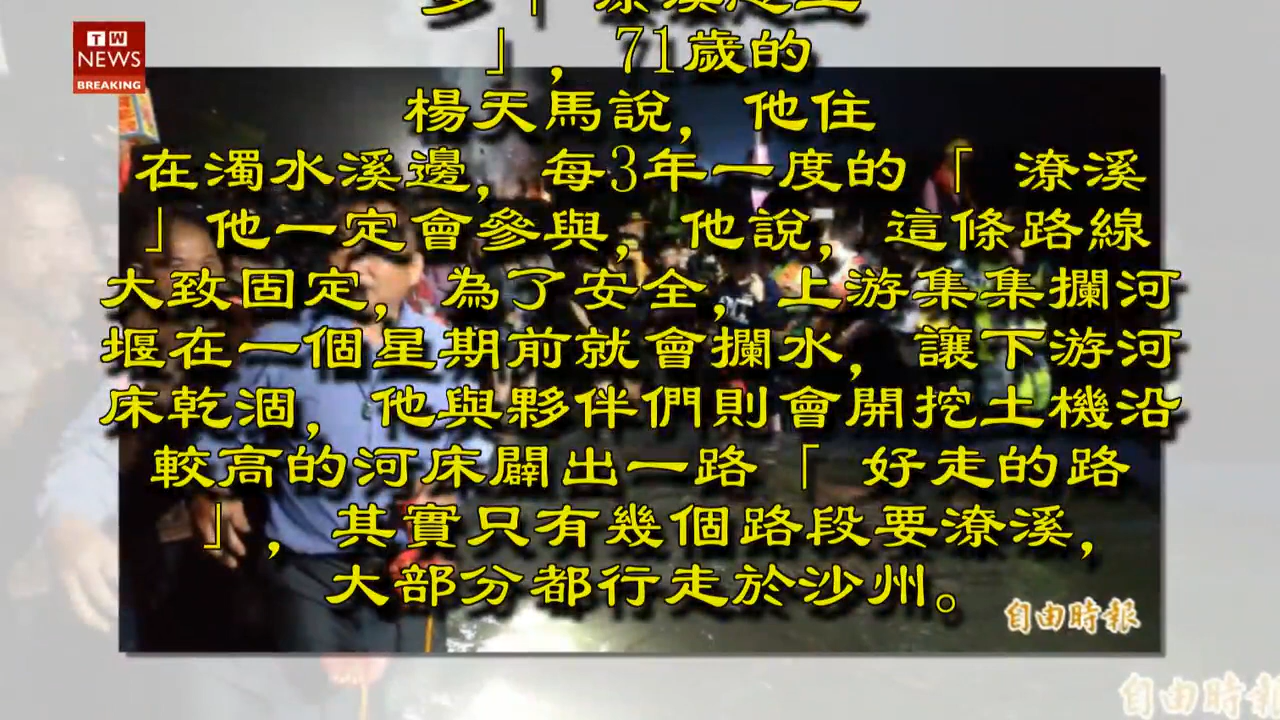 TW
NEWS
BREAKING
」，71歲的
楊天馬說，他住
在濁水溪邊，每3年一度的「 潦溪
」他一定會參與，他說，這條路線
大致固定，為了安全，上游集集攔河
堰在一個星期前就會攔水，讓下游河
床乾涸，他與夥伴們則會開挖土機沿
較高的河床闢出一路「 好走的路
」，其實只有幾個路段要潦溪，
大部分都行走於沙州。
自由時報
自由時報